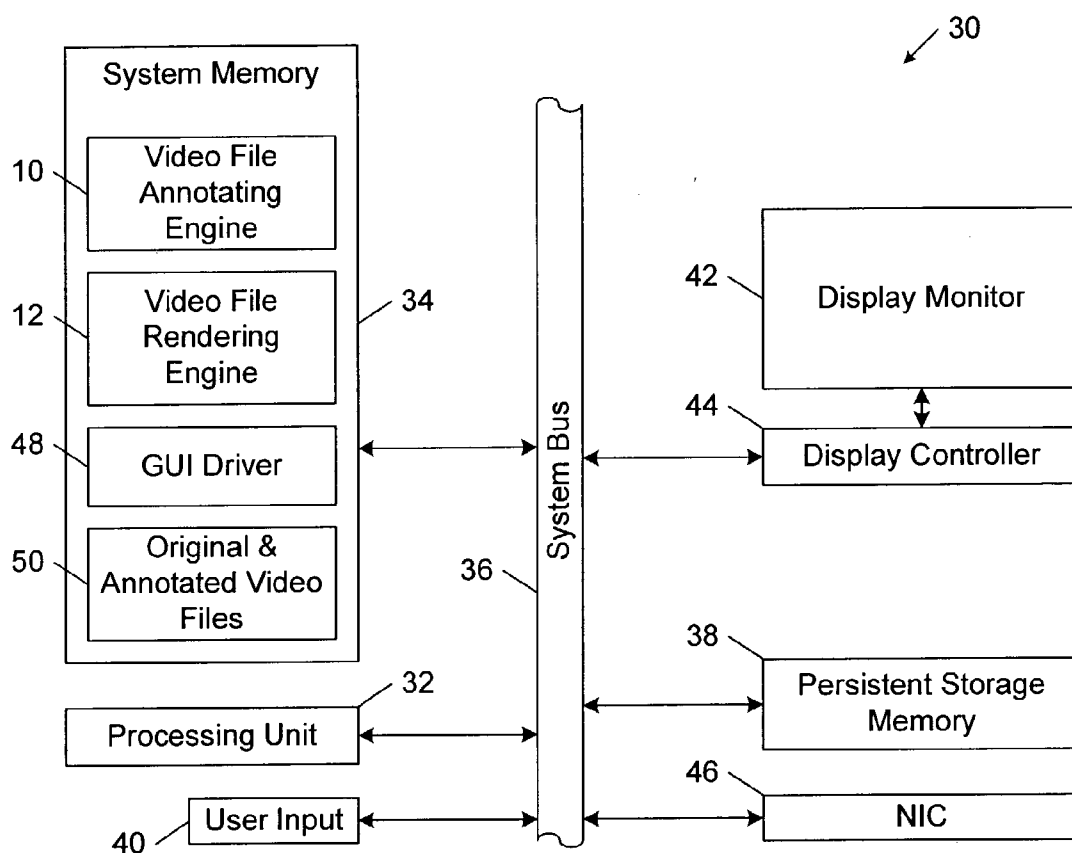 30
System Memory
10
Video File
Annotating
Engine
12
Video File
Rendering
Engine
34
48
GUI Driver
50
Original &
Annotated Video
Files
32
Processing Unit
40
User Input
36
System Bus
42
Display Monitor
44
Display Controller
38
Persistent Storage
Memory
46
NIC